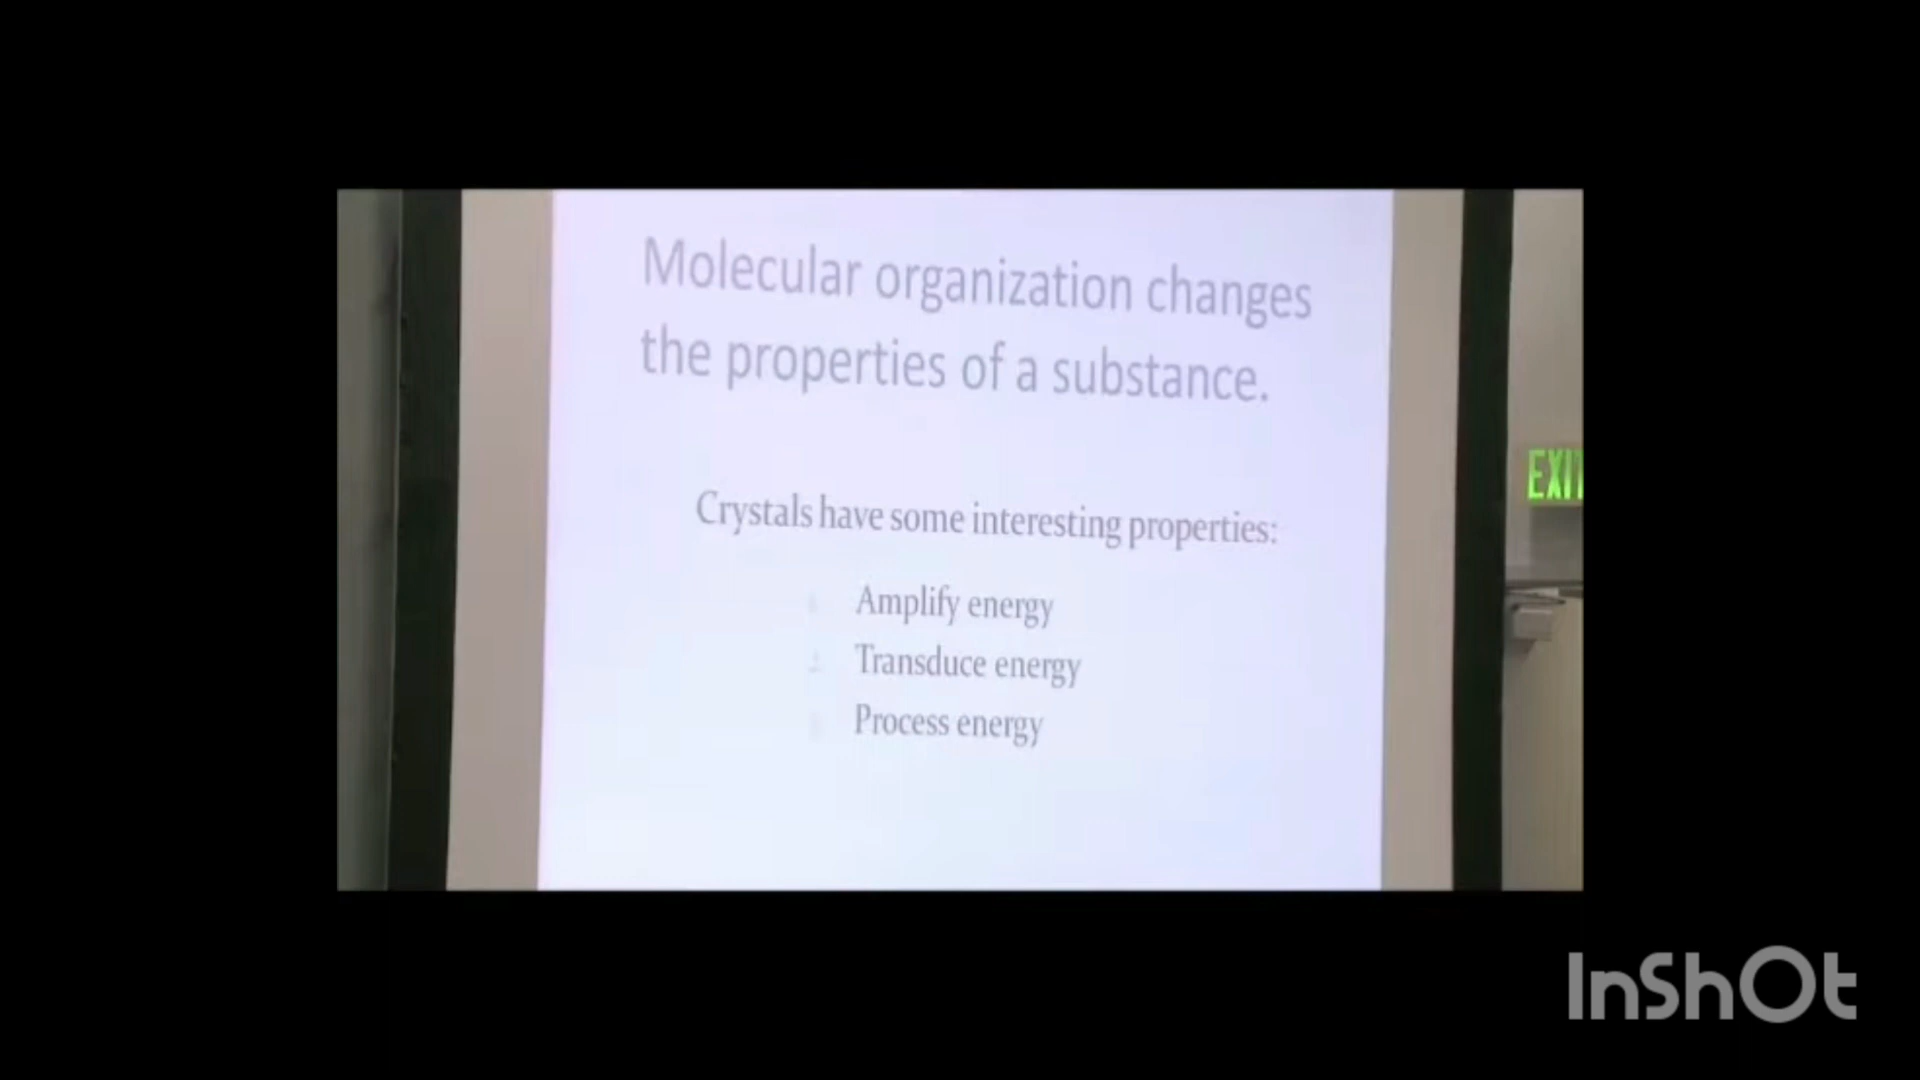 Molecular organization changes
the properties of a substance.
Crystals have some interesting properties:
Amplify energy
Transduce energy
Process energy
EXIT
InShOt